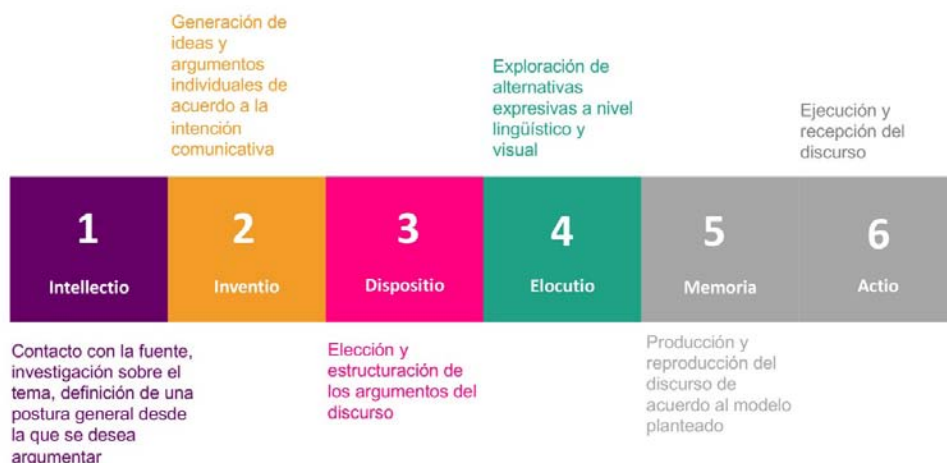 Generación de
ideas y
argumentos
individuales de
acuerdo a la
intención
comunicativa
Exploración de
alternativas
expresivas a nivel
lingüístico y
visual
Ejecución y
recepción del
discurso
1
Intellectio
2
Inventio
3
Dispositio
4
Elocutio
5
Memoria
6
Actio
Contacto con la fuente,
investigación sobre el
tema, definición de una
postura general desde
la que se desea
argumentar
Elección y
estructuración de
los argumentos del
discurso
Producción y
reproducción del
discurso de
acuerdo al modelo
planteado